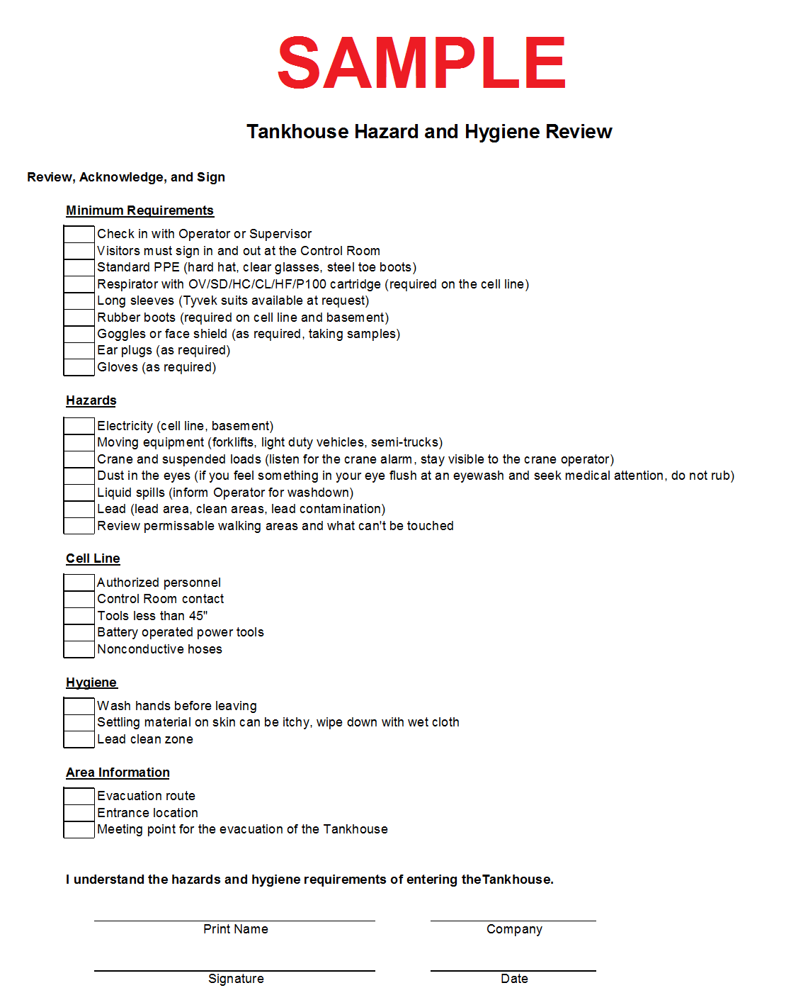 SAMPLE
Tankhouse Hazard and Hygiene Review
Review, Acknowledge, and Sign
Minimum Requirements
Check in with Operator or Supervisor
Visitors must sign in and out at the Control Room
Standard PPE (hard hat, clear glasses, steel toe boots)
Respirator with OV/SD/HC/CL/HF/P100 cartridge (required on the cell line)
Long sleeves (Tyvek suits available at request)
Rubber boots (required on cell line and basement)
Goggles or face shield (as required, taking samples)
Ear plugs (as required)
Gloves (as required)
Hazards
Electricity (cell line, basement)
Moving equipment (forklifts, light duty vehicles, semi-trucks)
Crane and suspended loads (listen for the crane alarm, stay visible to the crane operator)
Dust in the eyes (if you feel something in your eye flush at an eyewash and seek medical attention, do not rub)
Liquid spills (inform Operator for washdown)
Lead (lead area, clean areas, lead contamination)
Review permissable walking areas and what can't be touched
Cell Line
Authorized personnel
Control Room contact
Tools less than 45"
Battery operated power tools
Nonconductive hoses
Hygiene
Wash hands before leaving
Settling material on skin can be itchy, wipe down with wet cloth
Lead clean zone
Area Information
Evacuation route
Entrance location
Meeting point for the evacuation of the Tankhouse
I understand the hazards and hygiene requirements of entering theTankhouse.
Print Name Company
Signature Date